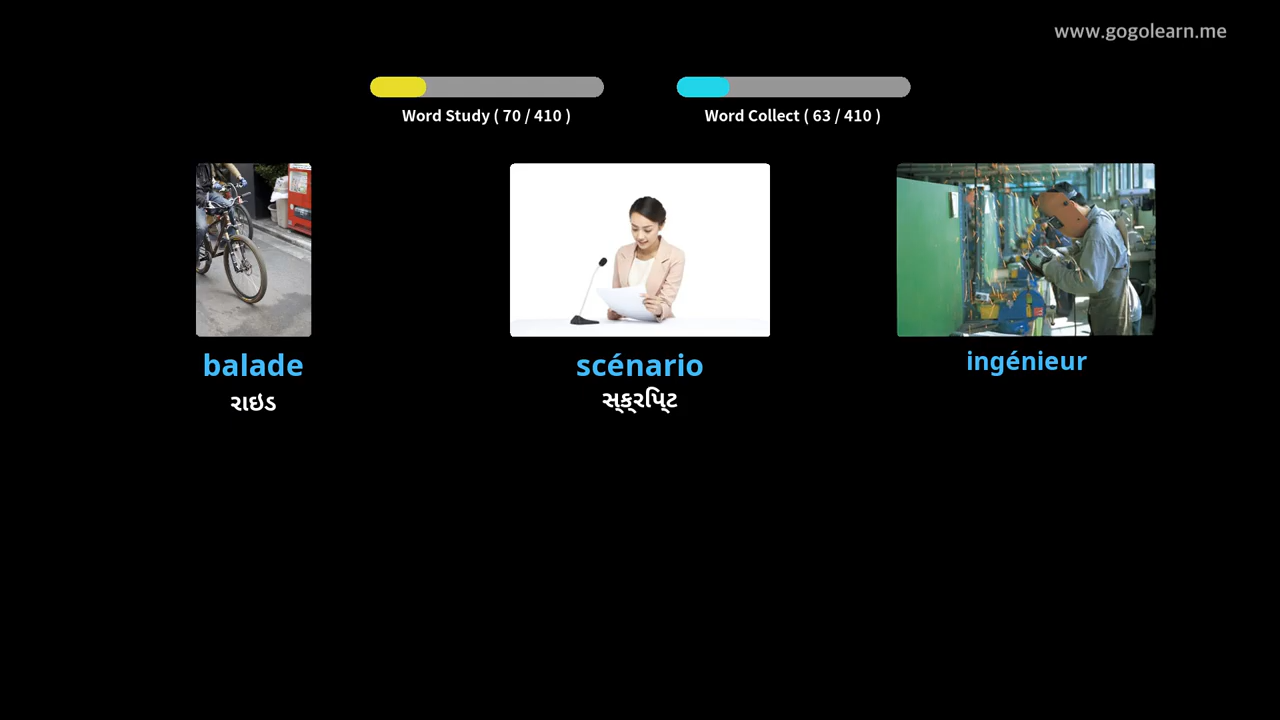 www.gogolearn.me
Word Study ( 70 / 410 )
Word Collect ( 63 / 410 )
balade
scénario
ingénieur
રાઇડ
સ્ક્રિપ્ટ